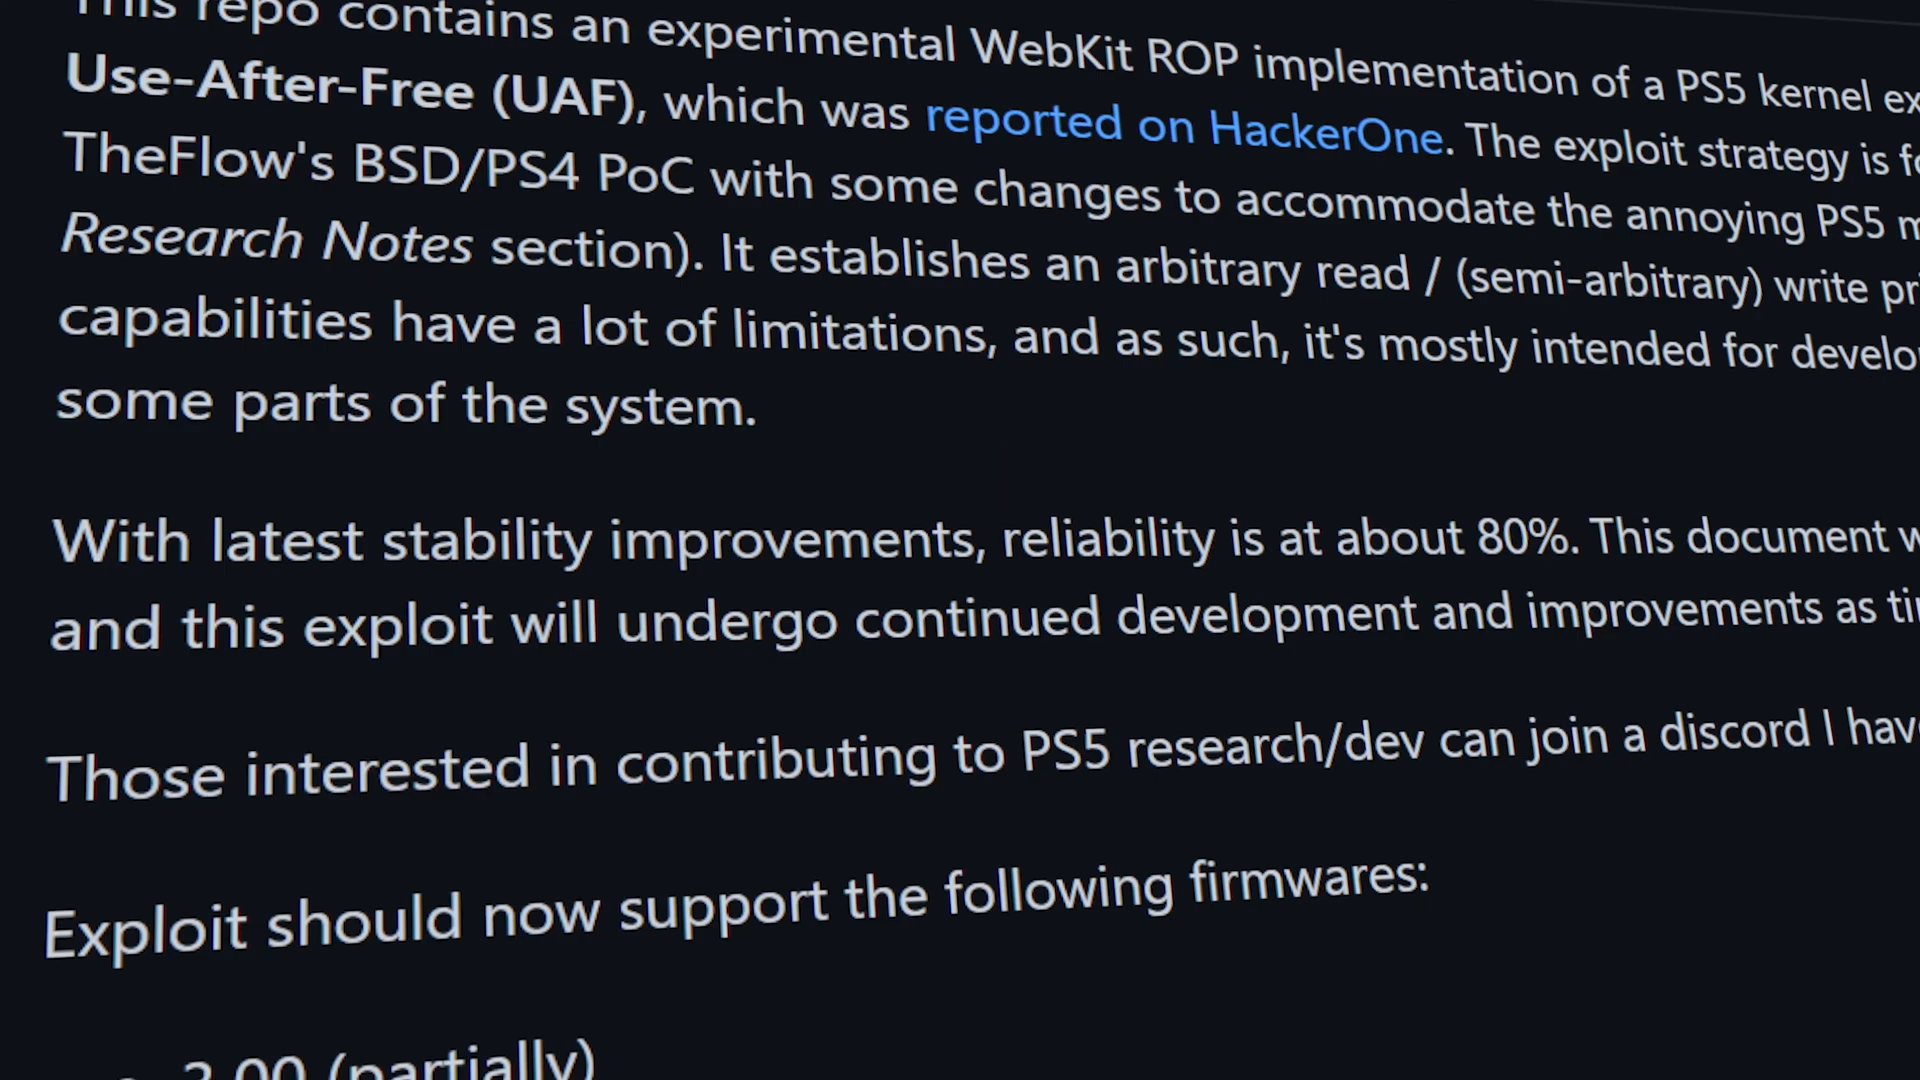 This repo contains an experimental WebKit ROP implementation of a PS5 kernel
Use-After-Free (UAF), which was reported on HackerOne. The exploit strategy is
TheFlow's BSD/PS4 PoC with some changes to accommodate the annoying PS5
Research Notes section). It establishes an arbitrary read / (semi-arbitrary) write
capabilities have a lot of limitations, and as such, it's mostly intended for
some parts of the system.
With latest stability improvements, reliability is at about 80%. This document
and this exploit will undergo continued development and improvements as
Those interested in contributing to PS5 research/dev can join a discord I
Exploit should now support the following firmwares:
(partially)